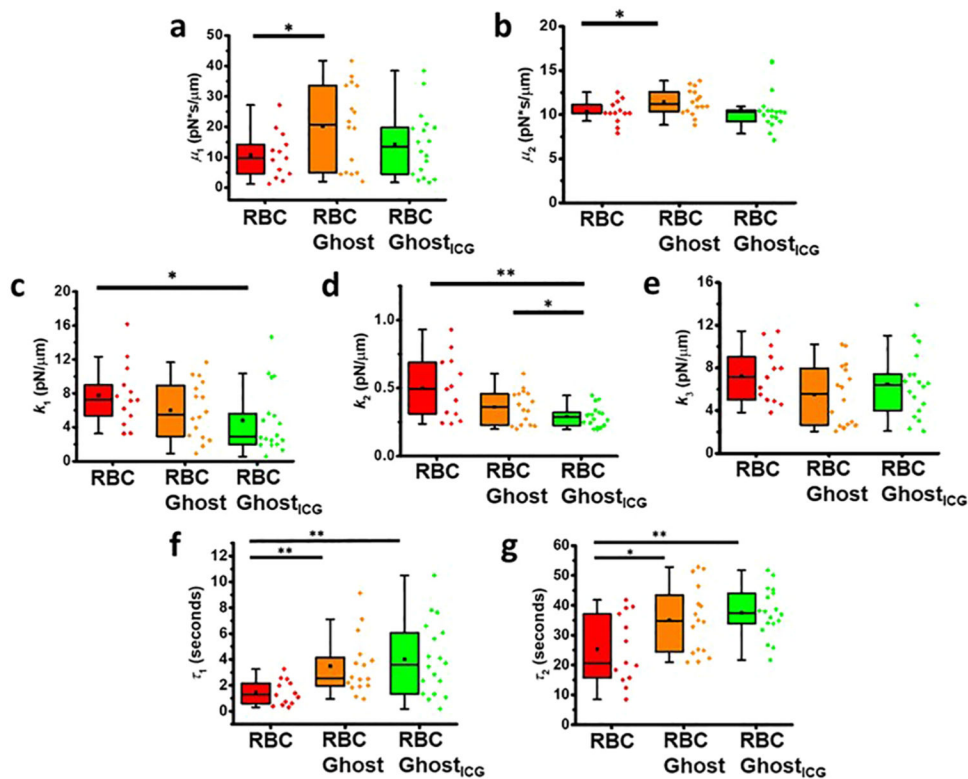 a
*
50
40
30
20
10
0
μ1 (pN*s/μm)
RBC RBC RBC
Ghost GhostICG
b
*
20
15
10
5
0
μ2 (pN*s/μm)
RBC RBC RBC
Ghost GhostICG
c
*
20
16
12
8
4
0
k1 (pN/μm)
RBC RBC RBC
Ghost GhostICG
d
**
*
1.0
0.5
0.0
k2 (pN/μm)
RBC RBC RBC
Ghost GhostICG
e
16
12
8
4
0
k3 (pN/μm)
RBC RBC RBC
Ghost GhostICG
f
**
**
14
12
10
8
6
4
2
0
τ1 (seconds)
RBC RBC RBC
Ghost GhostICG
g
**
*
60
50
40
30
20
10
0
τ2 (seconds)
RBC RBC RBC
Ghost GhostICG